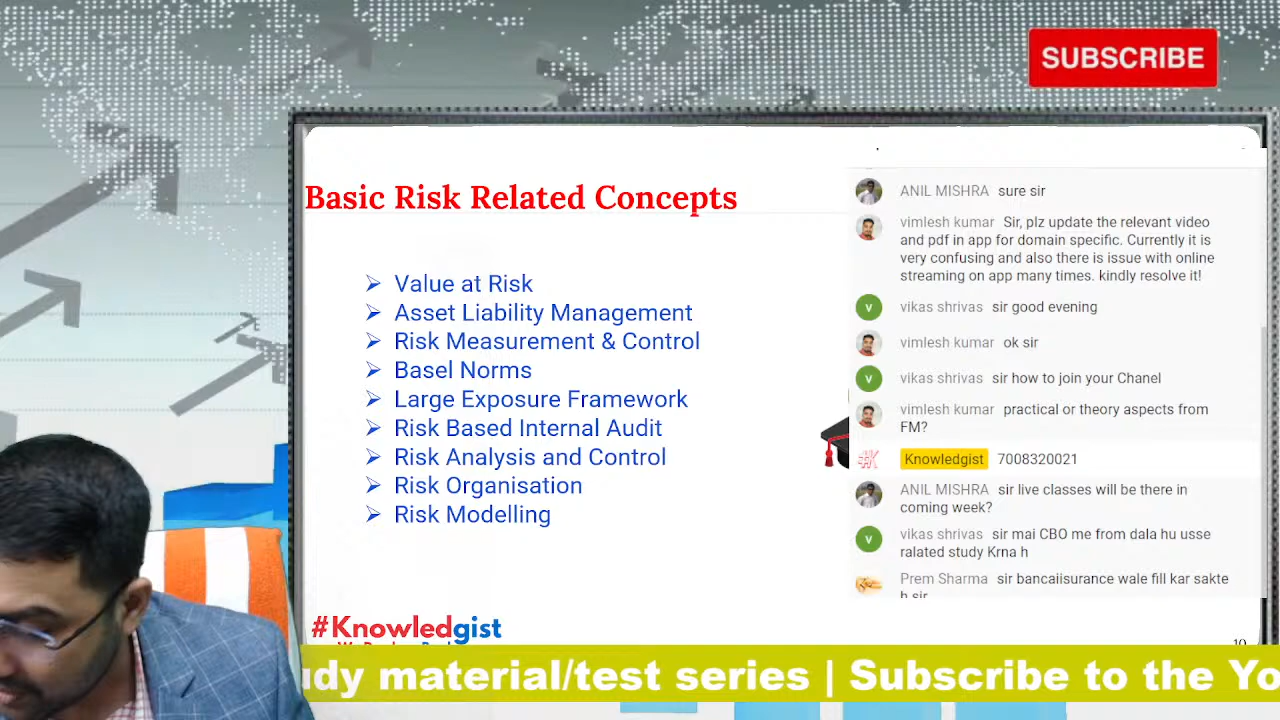 SUBSCRIBE
Basic Risk Related Concepts
Value at Risk
Asset Liability Management
Risk Measurement & Control
Basel Norms
Large Exposure Framework
Risk Based Internal Audit
Risk Analysis and Control
Risk Organisation
Risk Modelling
#Knowledgist
ANIL MISHRA sure sir
vimlesh kumar Sir, plz update the relevant video
and pdf in app for domain specific. Currently it is
very confusing and also there is issue with online
streaming on app many times. kindly resolve it!
V
vikas shrivas sir good evening
vimlesh kumar ok sir
V
vikas shrivas sir how to join your Chanel
vimlesh kumar practical or theory aspects from
FM?
#K
Knowledgist 7008320021
ANIL MISHRA sir live classes will be there in
coming week?
V
vikas shrivas sir mai CBO me from dala hu usse
ralated study Krna h
Prem Sharma sir bancaiisurance wale fill kar sakte
h sir
udy material/test series | Subscribe to the Yo